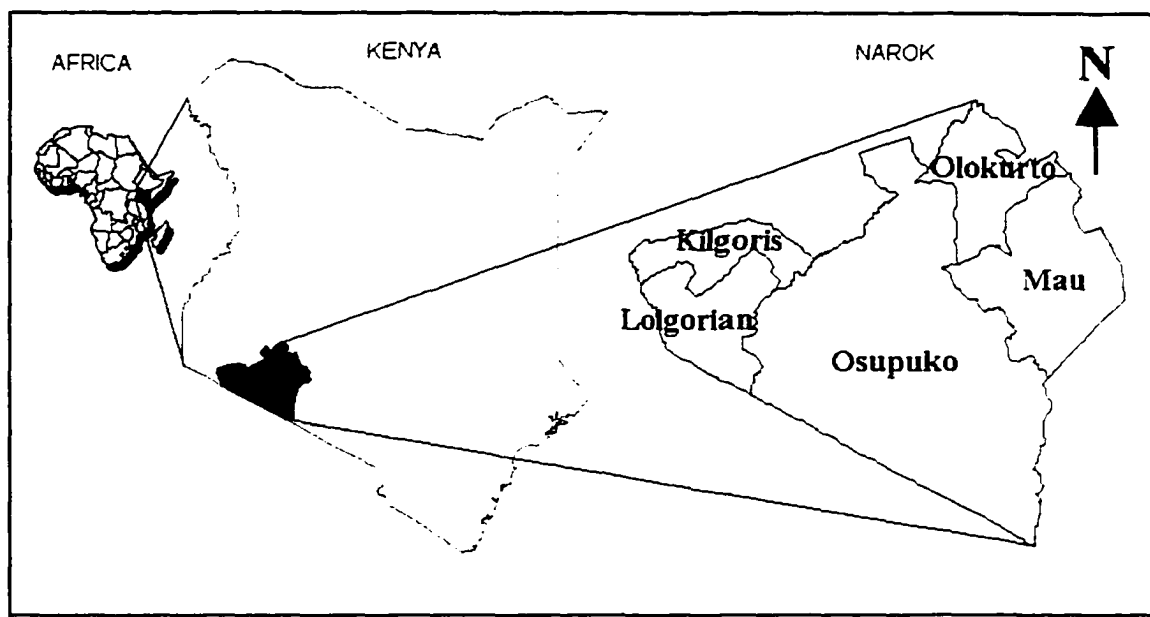 AFRICA
KENYA
NAROK
N
Olokurto
Kilgoris
Mau
Lolgorian
Osupuko